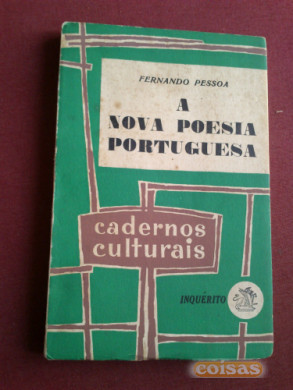 FERNANDO PESSOA
A
NOVA POESIA
PORTUGUESA
cadernos
culturais
INQUÉRITO
coisas